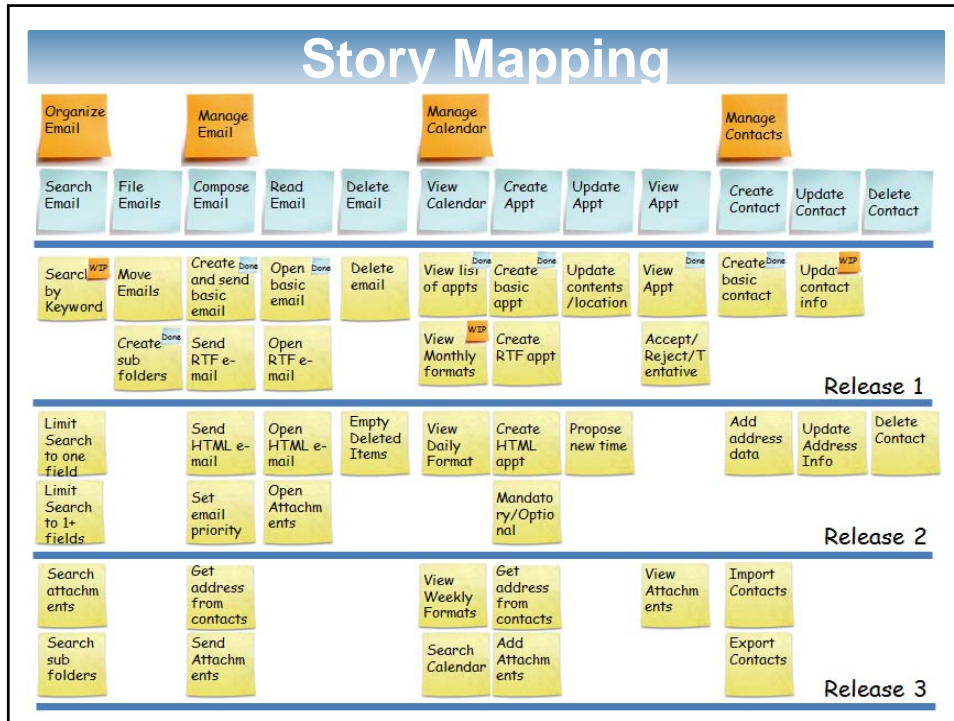 Story Mapping
Organize
Email
Manage
Email
Manage
Calendar
Manage
Contacts
Search
Email
File
Emails
Compose
Email
Read
Email
Delete
Email
View
Calendar
Create
Appt
Update
Appt
View
Appt
Create
Contact
Update
Contact
Delete
Contact
WIP
by
Keyword
Move
Emails
Create
and send
basic
email
Done
Open
basic
email
Done
Delete
email
View list
of appts
Done
Create
basic
appt
Done
Update
contents
/location
View
Appt
Done
Create
basic
contact
Done
WIP
contact
info
Create
sub
folders
Done
Send
RTF e-
mail
Open
RTF e-
mail
View
Monthly
formats
WIP
Create
RTF appt
Accept/
Reject/T
entative
Release 1
Limit
Search
to one
field
Send
HTML e-
mail
Open
HTML e-
mail
Empty
Deleted
Items
View
Daily
Format
Create
HTML
appt
Propose
new time
Add
address
data
Update
Address
Info
Delete
Contact
Limit
Search
to 1+
fields
Set
email
priority
Open
Attachm
ents
Mandato
ry/Optio
nal
Release 2
Search
attachm
ents
Get
address
from
contacts
View
Weekly
Formats
Get
address
from
contacts
View
Attachm
ents
Import
Contacts
Search
sub
folders
Send
Attachm
ents
Search
Calendar
Add
Attachm
ents
Export
Contacts
Release 3